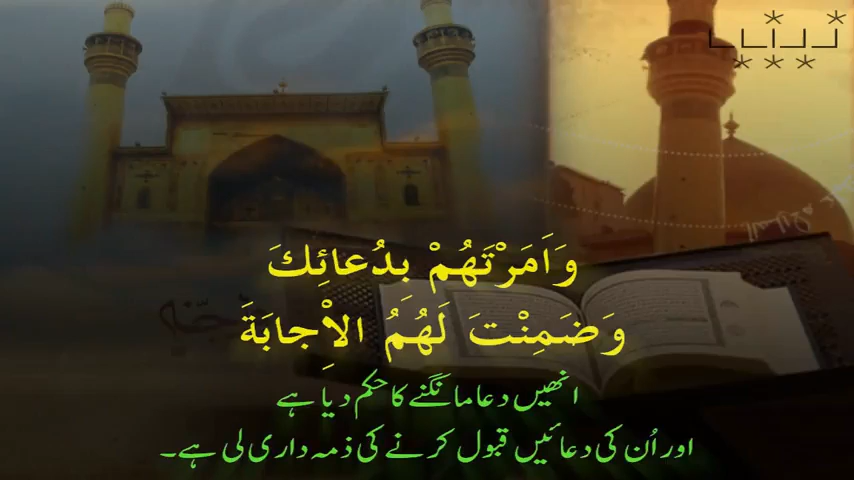 وَاَمَرْتَهُمْ بِدُعائِكَ
وَضَمِنْتَ لَهُمُ الاِْجابَةَ
انھیں دعا مانگنے کا حکم دیا ہے
اور اُن کی دعائیں قبول کرنے کی ذمہ داری لی ہے۔